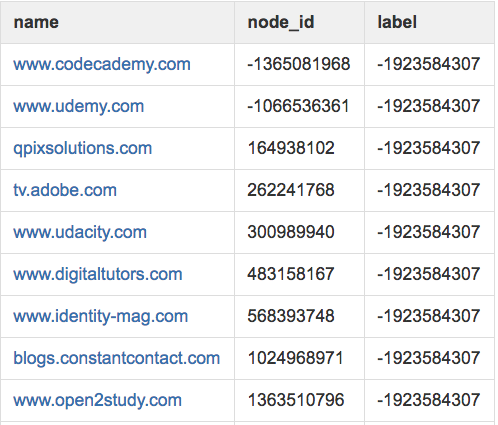 name node_id label
www.codecademy.com -1365081968 -1923584307
www.udemy.com -1066536361 -1923584307
qpixsolutions.com 164938102 -1923584307
tv.adobe.com 262241768 -1923584307
www.udacity.com 300989940 -1923584307
www.digitaltutors.com 483158167 -1923584307
www.identity-mag.com 568393748 -1923584307
blogs.constantcontact.com 1024968971 -1923584307
www.open2study.com 1363510796 -1923584307